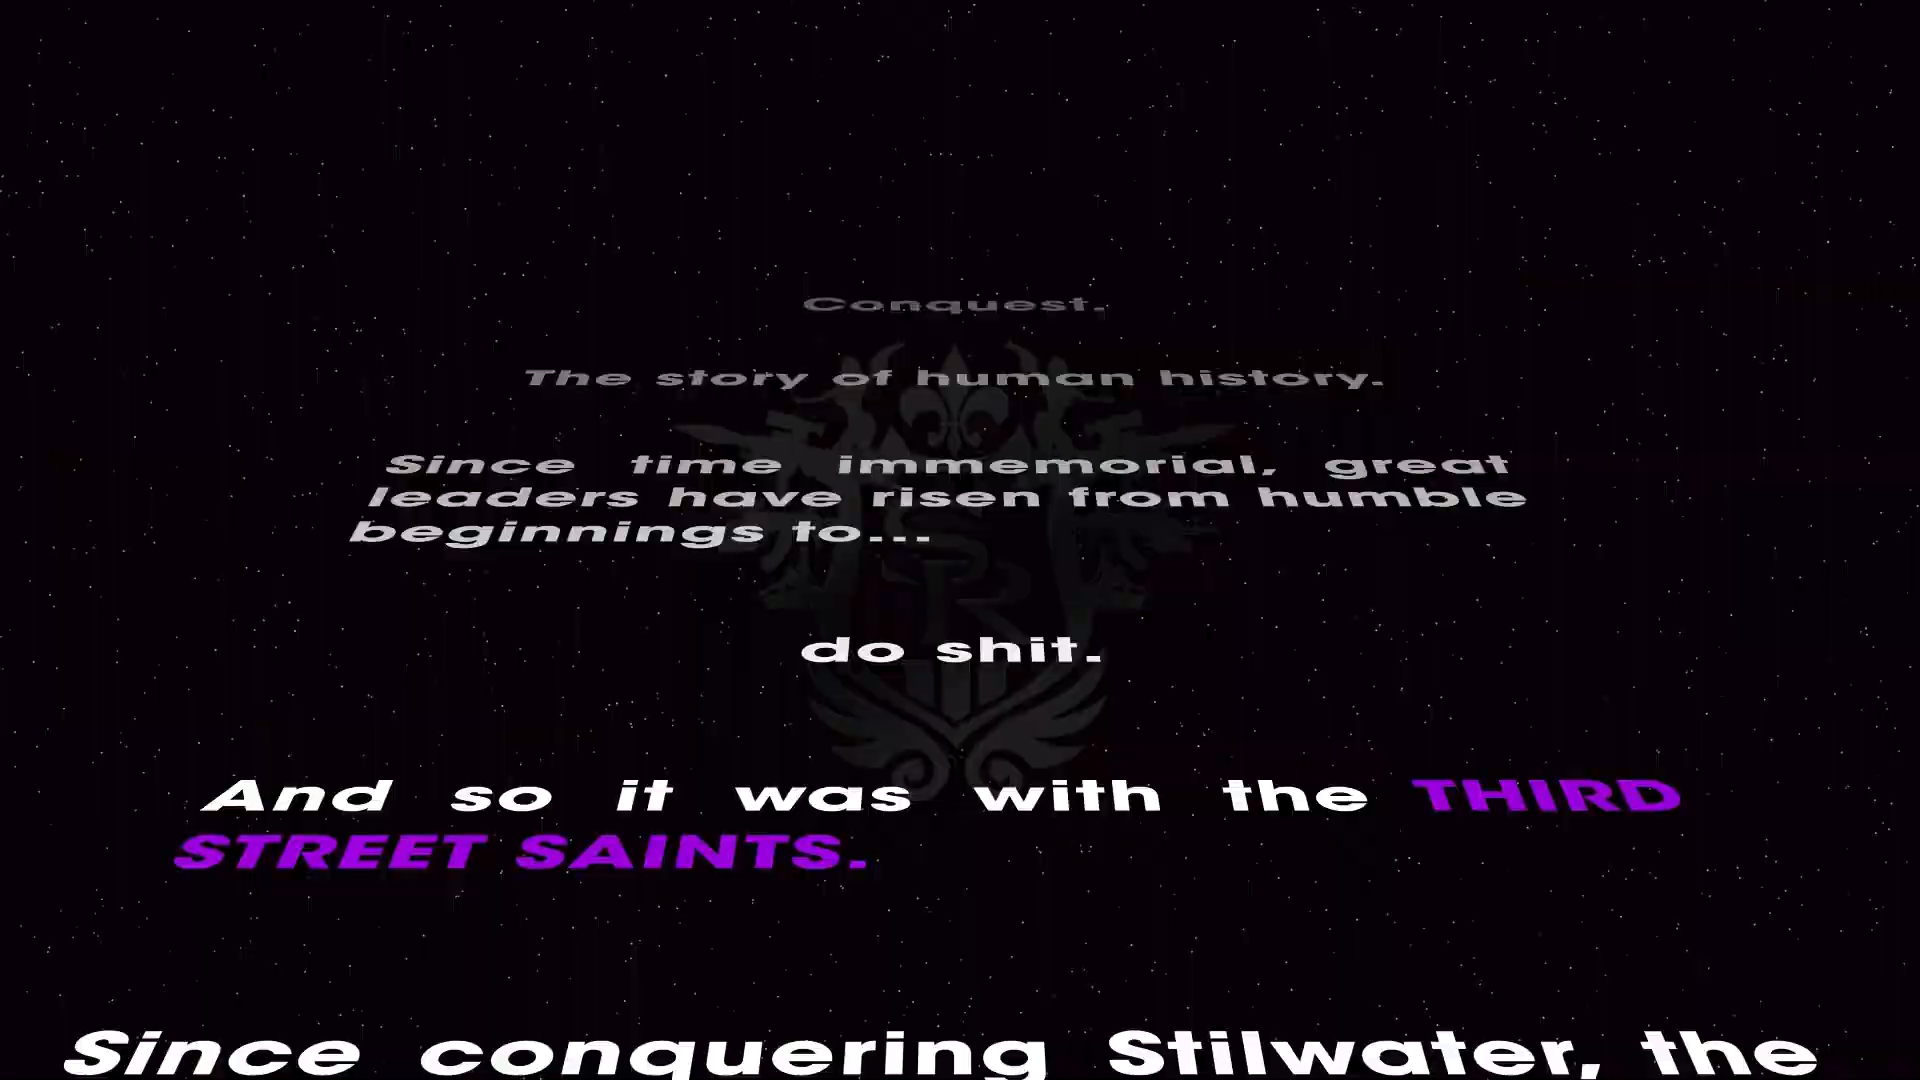 Conquest.
The story of human history.
Since time immemorial, great
leaders have risen from humble
beginnings to...
do shit.
And so it was with the THIRD
STREET SAINTS.
Since conquering Stilwater, the